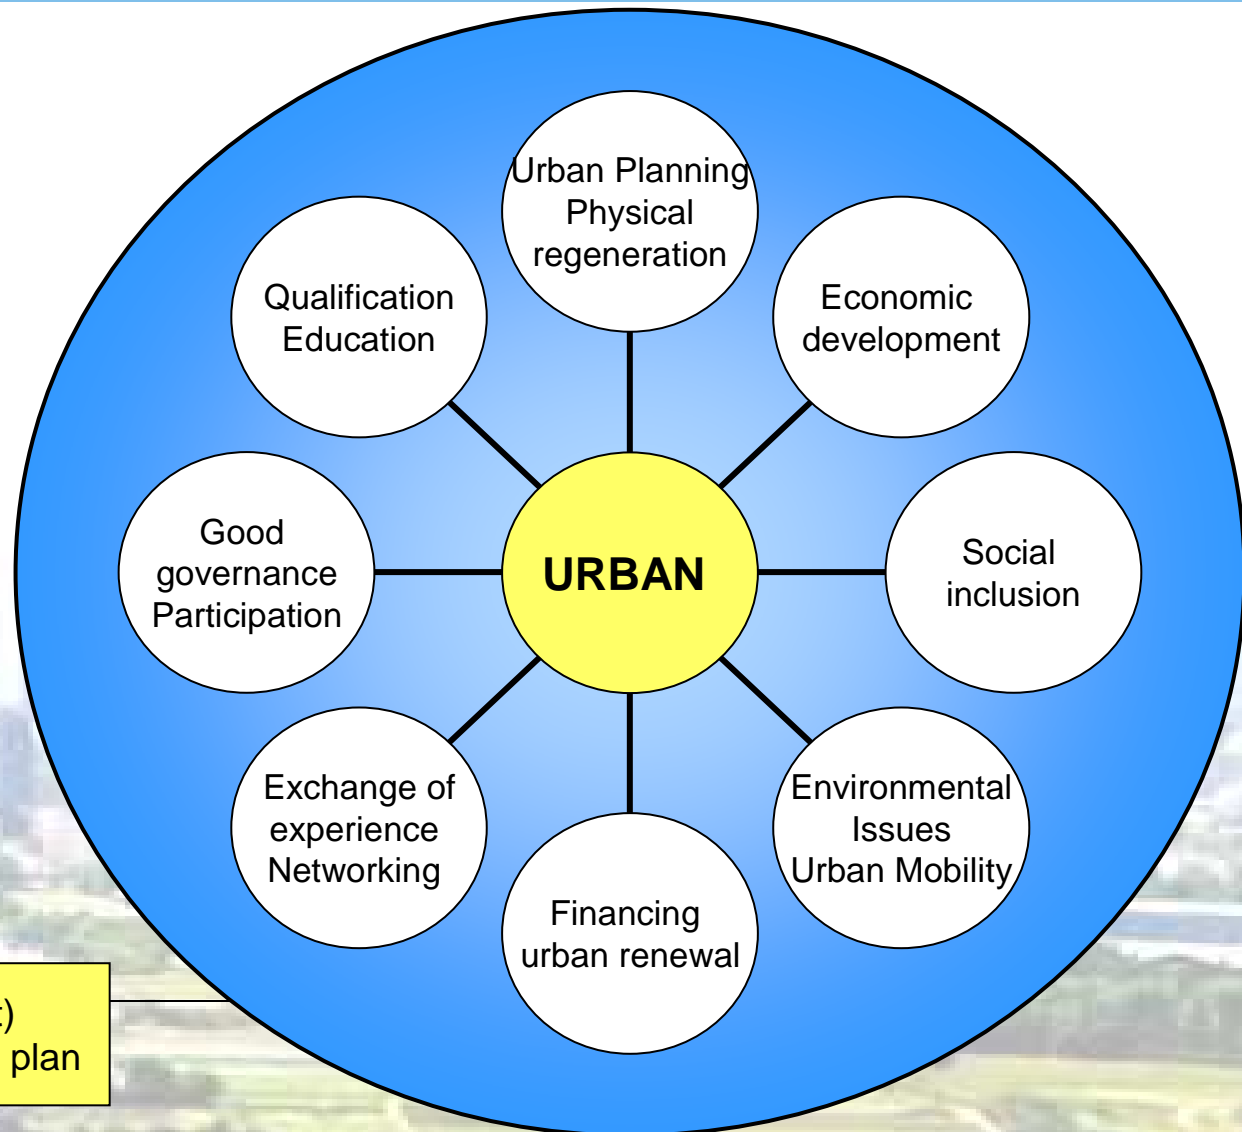 Urban Planning
Physical
regeneration
Economic
development
Social
inclusion
Environmental
Issues
Urban Mobility
Financing
urban renewal
Exchange of
experience
Networking
Good
governance
Participation
Qualification
Education
URBAN
plan